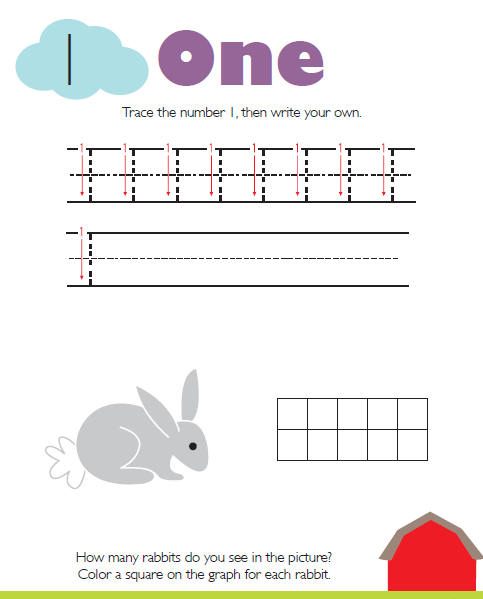 1 One
Trace the number 1, then write your own.
1 1 1 1 1 1 1 1
1
How many rabbits do you see in the picture?
Color a square on the graph for each rabbit.